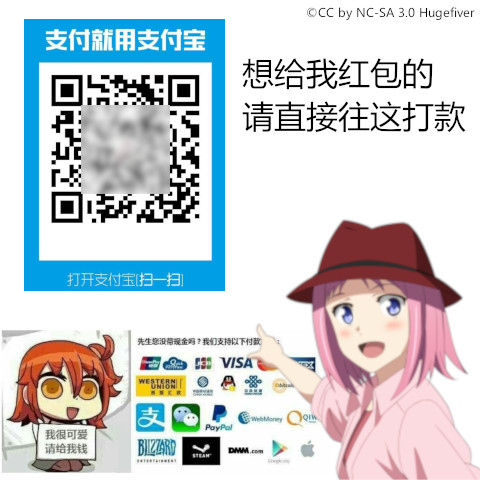 ©CC by NC-SA 3.0 Hugefiver
支付就用支付宝
想给我红包的
请直接往这打款
打开支付宝[扫一扫]
先生您没带现金吗？我们支持以下付款
JCB
VISA
WESTERN
UNION
PayPal
WebMoney
QIWI
BLIZZARD
ENTERTAINMENT
STEAM
DMM.com
我很可爱
请给我钱